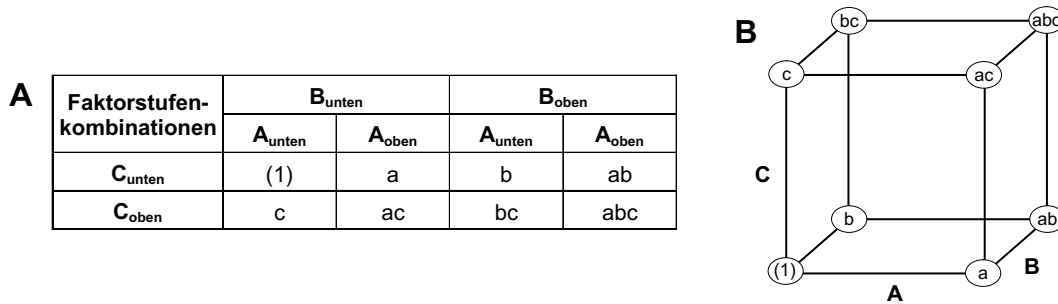 A
Faktorstufen-
kombinationen
B unten
B oben
A unten
A oben
A unten
A oben
C unten
(1)
a
b
ab
C oben
c
ac
bc
abc
B
bc
abc
c
ac
C
b
ab
(1)
a
B
A